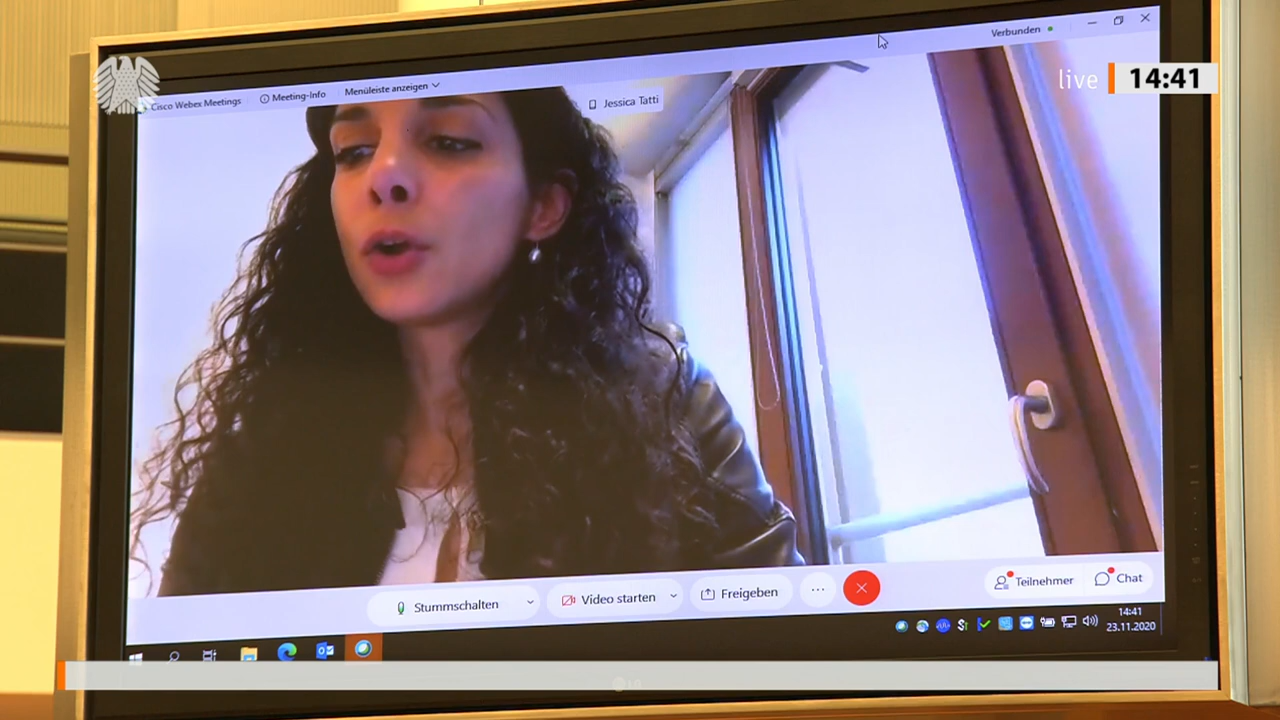 Verbunden
live 14:41
Cisco Webex Meetings
Meeting-Info
Menüleiste anzeigen
Jessica Tatti
Stummschalten
Video starten
Freigeben
Teilnehmer
Chat
14:41
23.11.2020